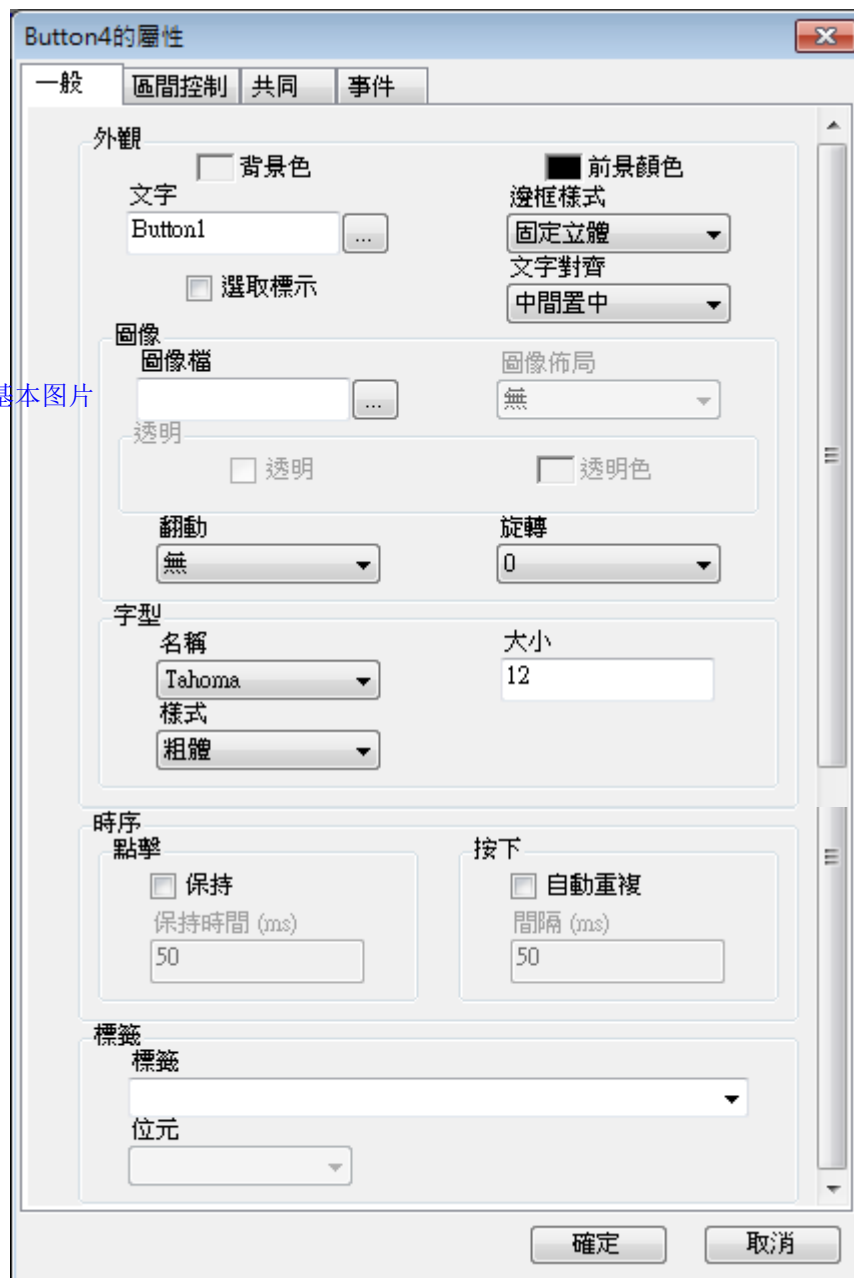 Button4的屬性
一般 區間控制 共同 事件
外觀
背景色 前景顏色
文字 邊框樣式
Button1 ... 固定立體
文字對齊
選取標示 中間置中
圖像
圖像檔 圖像佈局
基本图片 ... 無
透明
透明 透明色
翻動 旋轉
無 0
字型
名稱 大小
Tahoma 12
樣式
粗體
時序
點擊 按下
保持 自動重複
保持時間 (ms) 間隔 (ms)
50 50
標籤
標籤
位元
確定 取消